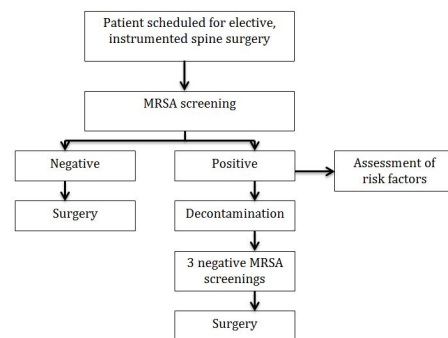 Patient scheduled for elective,
instrumented spine surgery
MRSA screening
Negative
Positive
Assessment of
risk factors
Surgery
Decontamination
3 negative MRSA
screenings
Surgery